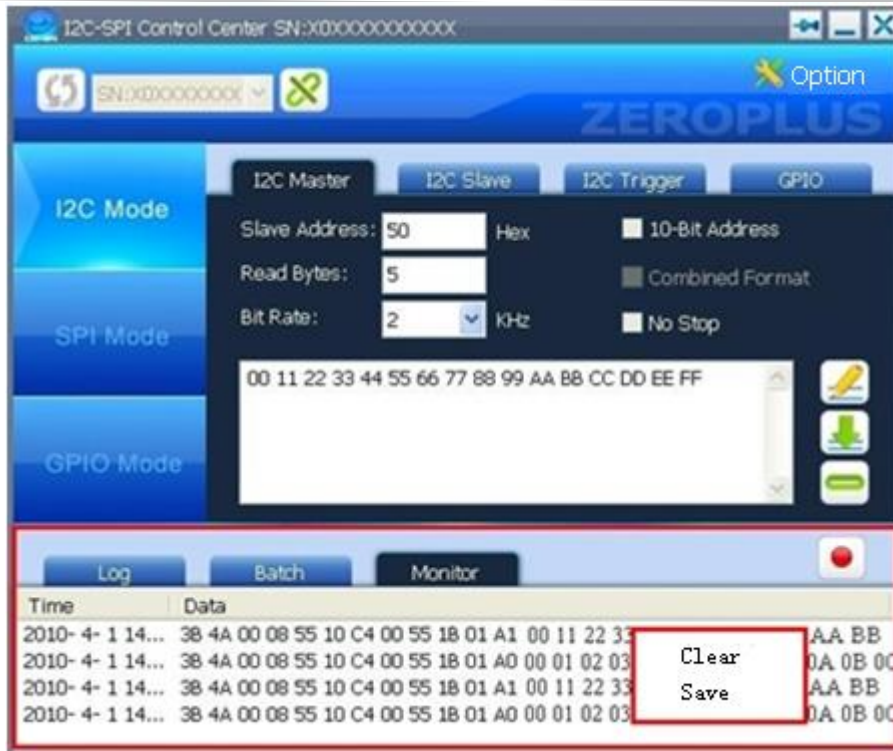 I2C-SPI Control Center SN:X0XXXXXXXXXX
SN:X0XXXXXXXX
Option
ZEROPLUS
I2C Mode
SPI Mode
GPIO Mode
I2C Master I2C Slave I2C Trigger GPIO
Slave Address: 50 Hex 10-Bit Address
Read Bytes: 5 Combined Format
Bit Rate: 2 KHz No Stop
00 11 22 33 44 55 66 77 88 99 AA BB CC DD EE FF
Log Batch Monitor
Time Data
2010- 4- 1 14... 3B 4A 00 08 55 10 C4 00 55 1B 01 A1 00 11 22 33 AA BB
2010- 4- 1 14... 3B 4A 00 08 55 10 C4 00 55 1B 01 A0 00 01 02 03 0A 0B 0C
2010- 4- 1 14... 3B 4A 00 08 55 10 C4 00 55 1B 01 A1 00 11 22 33 AA BB
2010- 4- 1 14... 3B 4A 00 08 55 10 C4 00 55 1B 01 A0 00 01 02 03 0A 0B 0C
Clear
Save